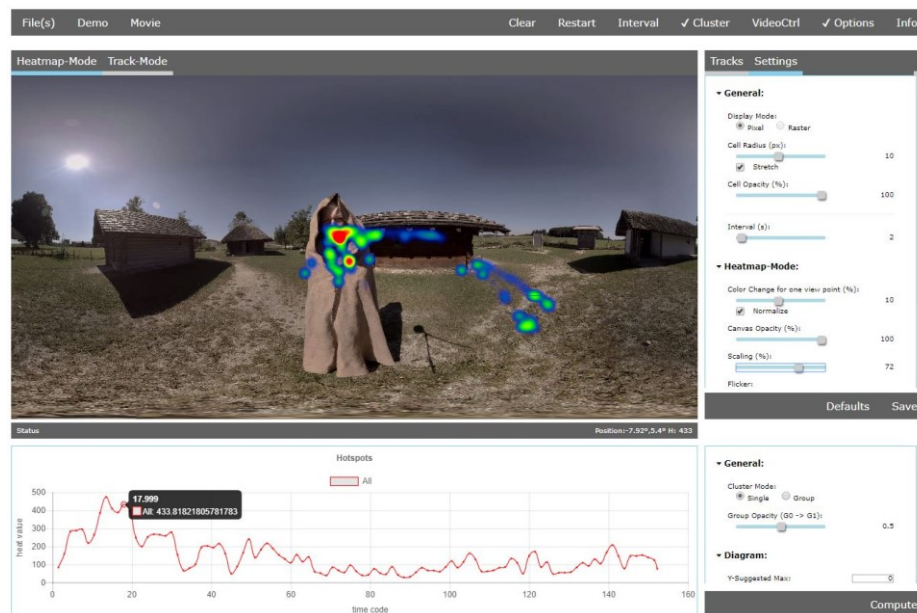 File(s) Demo Movie Clear Restart Interval ✓ Cluster VideoCtrl ✓ Options Info
Heatmap-Mode Track-Mode
Tracks Settings
General:
Display Mode:
Pixel Raster
Cell Radius (px):
10
Stretch
Cell Opacity (%):
100
Interval (s):
2
Heatmap-Mode:
Color Change for one view point (%):
10
Normalize
Canvas Opacity (%):
100
Scaling (%):
72
Flicker:
Defaults Save
Status Position:-7.92°,5.4° H: 433
Hotspots
All
17.999
All: 433.81821805781783
heat value
500
400
300
200
100
0
0 20 40 60 80 100 120 140 160
time code
General:
Cluster Mode:
Single Group
Group Opacity (G0 -> G1):
0.5
Diagram:
Y-Suggested Max: 0
Compute